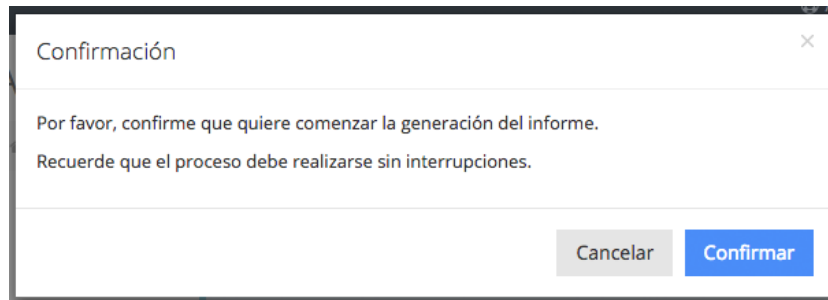 Confirmación
Por favor, confirme que quiere comenzar la generación del informe.
Recuerde que el proceso debe realizarse sin interrupciones.
Cancelar
Confirmar